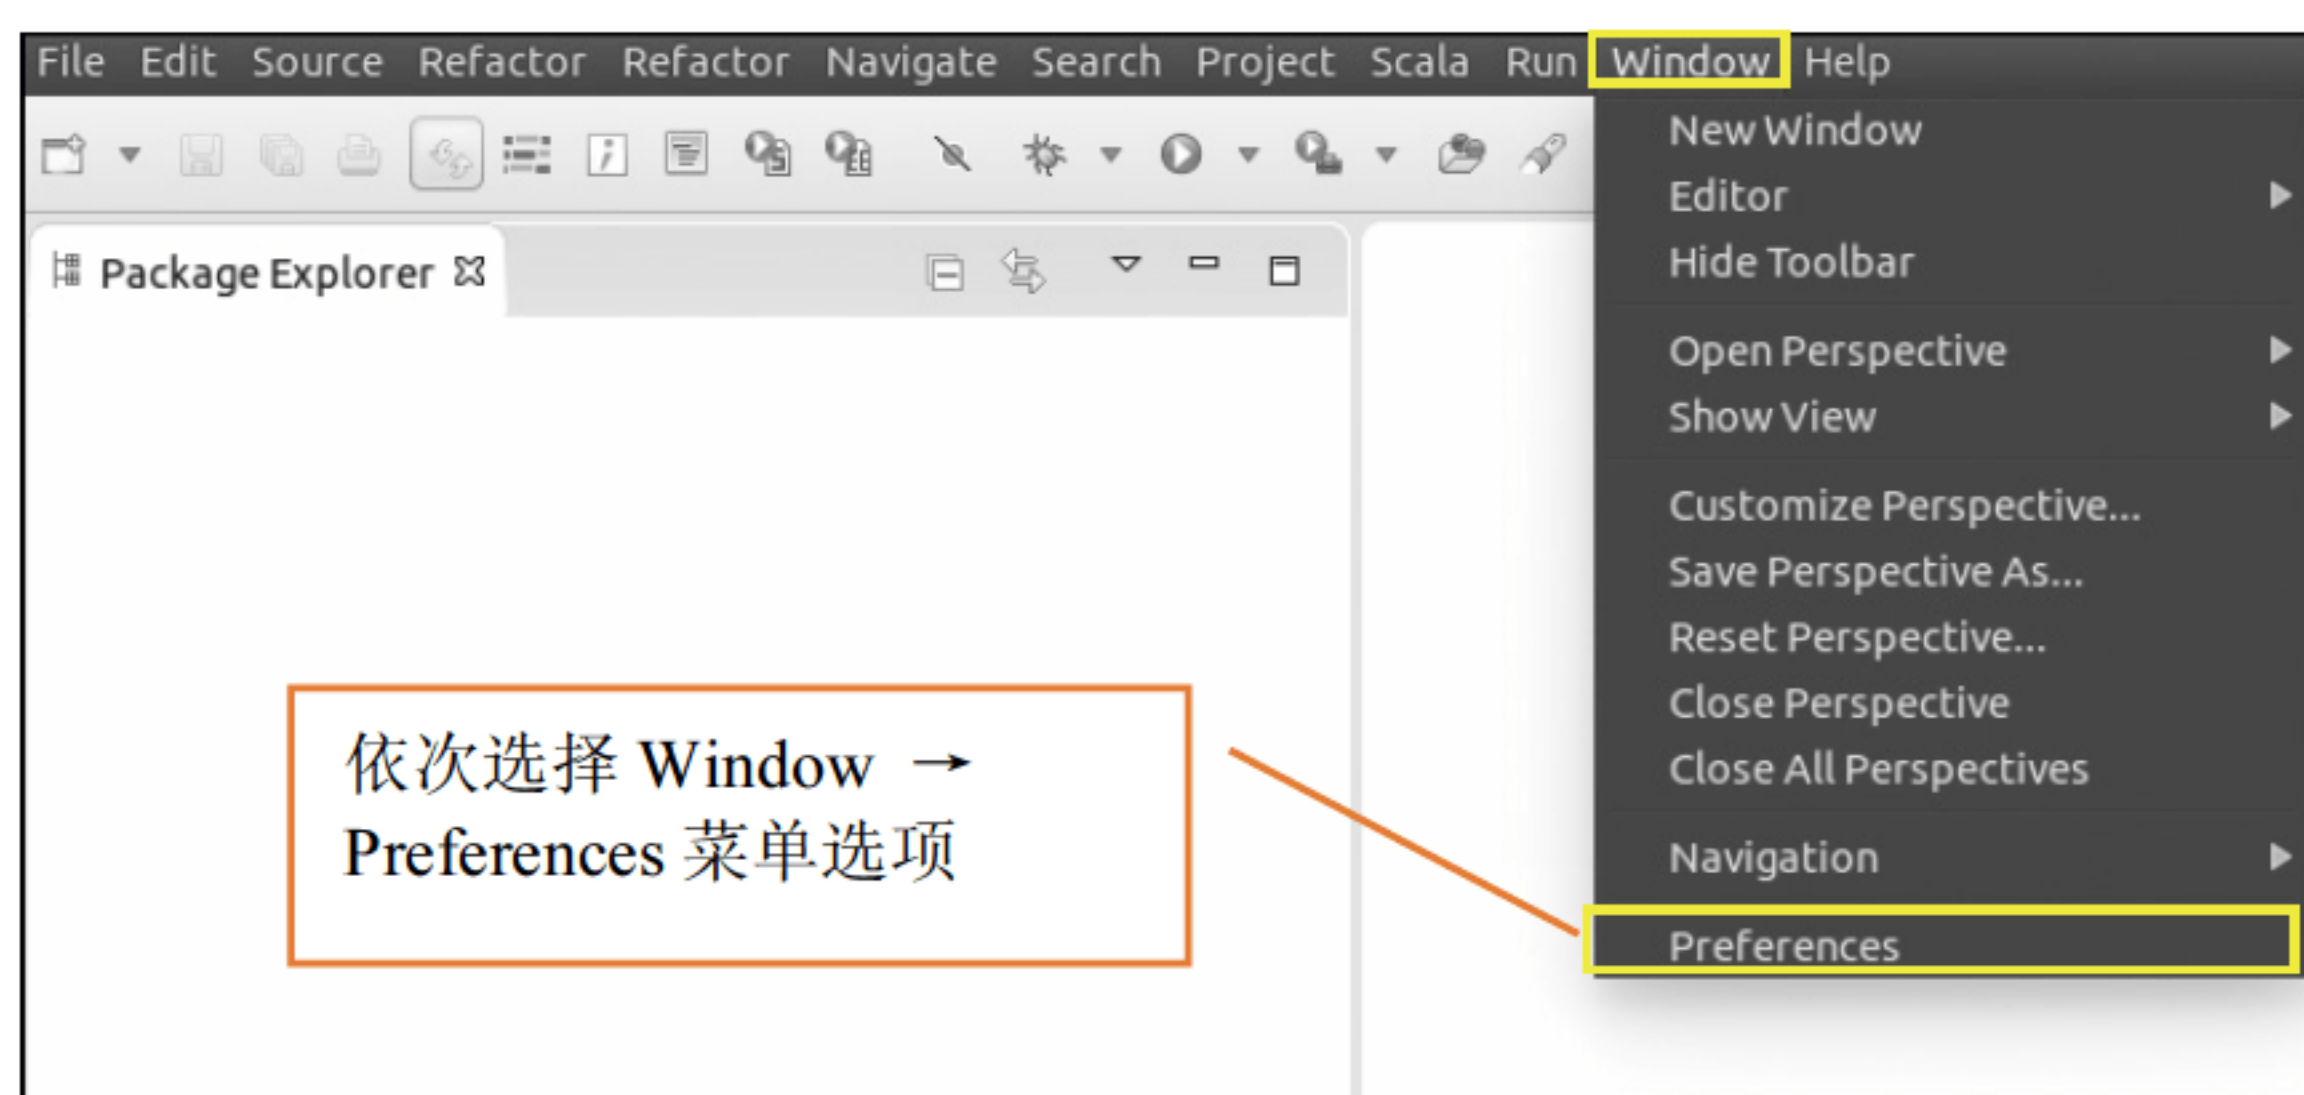 File Edit Source Refactor Refactor Navigate Search Project Scala Run Window Help
Package Explorer
New Window
Editor
Hide Toolbar
Open Perspective
Show View
Customize Perspective...
Save Perspective As...
Reset Perspective...
Close Perspective
Close All Perspectives
Navigation
Preferences
依次选择 Window →
Preferences 菜单选项